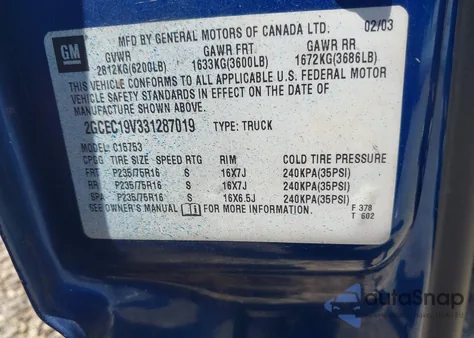 MFD BY GENERAL MOTORS OF CANADA LTD. 02/03
GM
GVWR GAWR FRT GAWR RR
2812KG(6200LB) 1633KG(3600LB) 1672KG(3686LB)
THIS VEHICLE CONFORMS TO ALL APPLICABLE U.S. FEDERAL MOTOR
VEHICLE SAFETY STANDARDS IN EFFECT ON THE DATE OF
MANUFACTURE SHOWN ABOVE.
2GCEC19V331287019 TYPE: TRUCK
MODEL: C15753
TIRE SIZE SPEED RTG RIM COLD TIRE PRESSURE
FRT P235/75R16 S 16X7J 240KPA(35PSI)
RR P235/75R16 S 16X7J 240KPA(35PSI)
SPA P235/75R16 S 16X6.5J 240KPA(35PSI)
SEE OWNER'S MANUAL FOR MORE INFORMATION
F 378
T 602
autoSnap